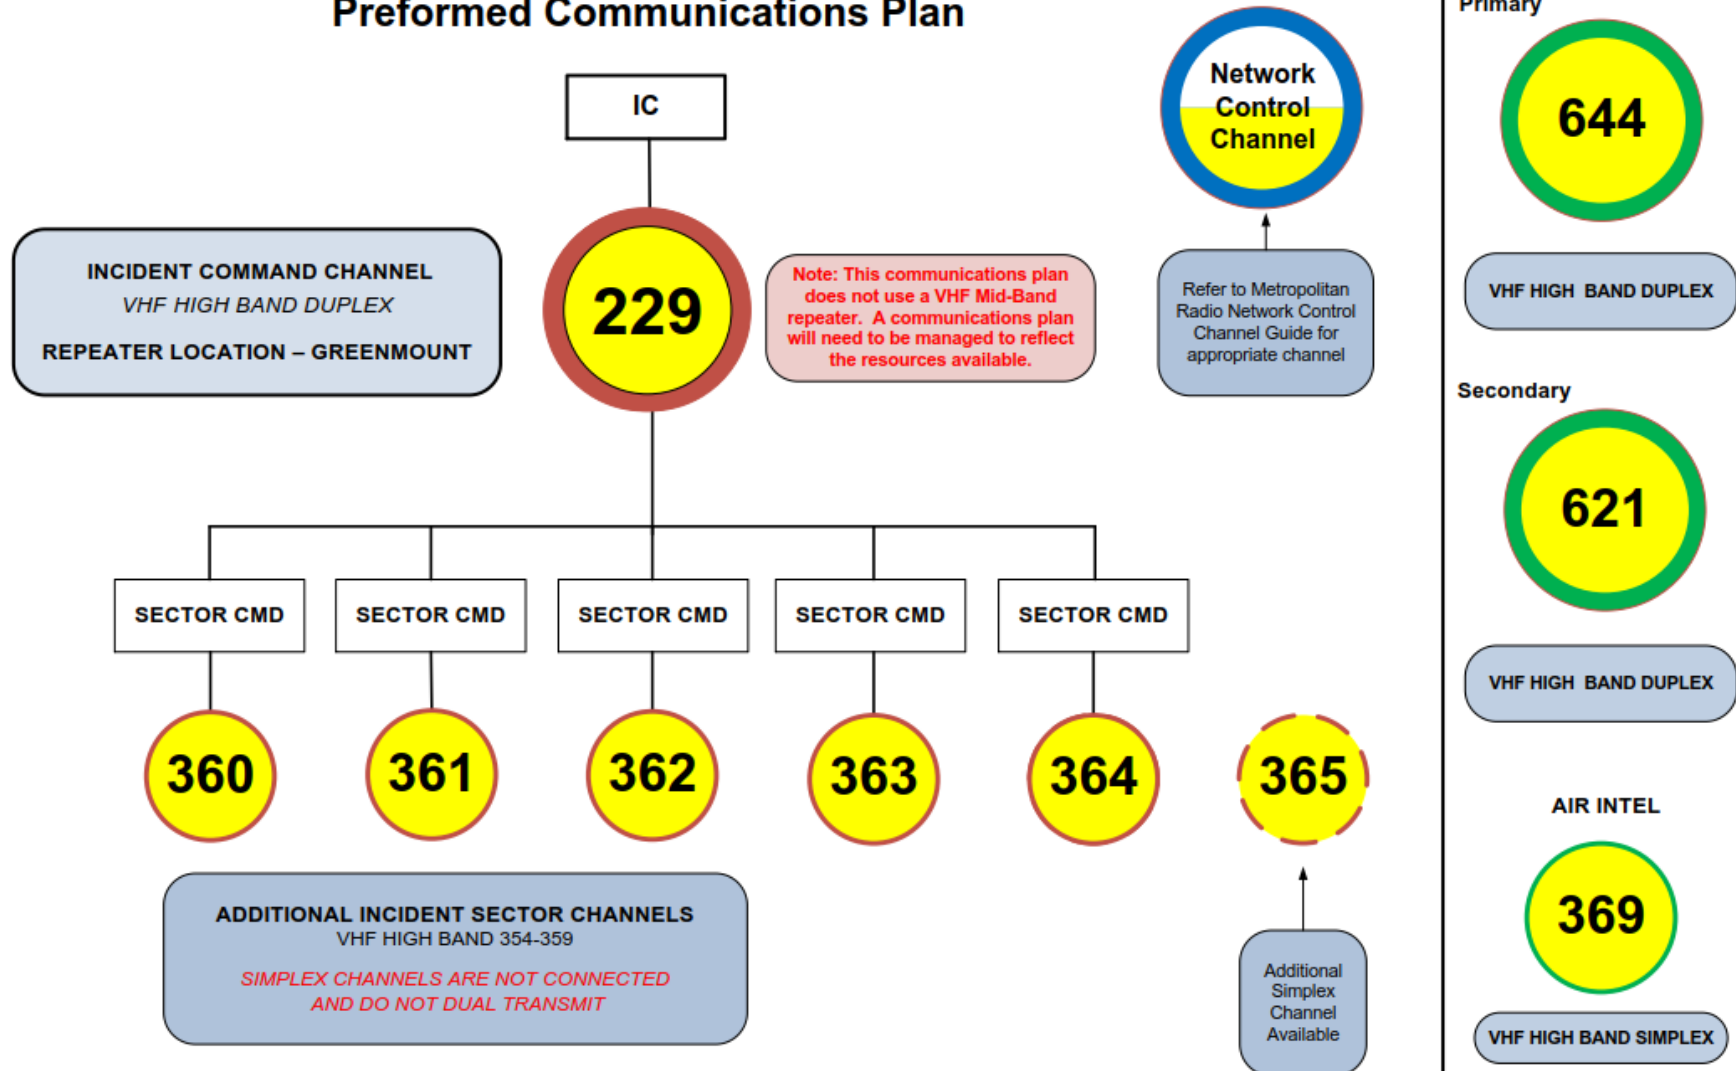 Preformed Communications Plan
IC
Network
Control
Channel
INCIDENT COMMAND CHANNEL
VHF HIGH BAND DUPLEX
REPEATER LOCATION – GREENMOUNT
229
Note: This communications plan
does not use a VHF Mid-Band
repeater.  A communications plan
will need to be managed to reflect
the resources available.
Refer to Metropolitan
Radio Network Control
Channel Guide for
appropriate channel
SECTOR CMD
SECTOR CMD
SECTOR CMD
SECTOR CMD
SECTOR CMD
360
361
362
363
364
365
ADDITIONAL INCIDENT SECTOR CHANNELS
VHF HIGH BAND 354-359
SIMPLEX CHANNELS ARE NOT CONNECTED
AND DO NOT DUAL TRANSMIT
Additional
Simplex
Channel
Available
Primary
644
VHF HIGH  BAND DUPLEX
Secondary
621
VHF HIGH  BAND DUPLEX
AIR INTEL
369
VHF HIGH BAND SIMPLEX